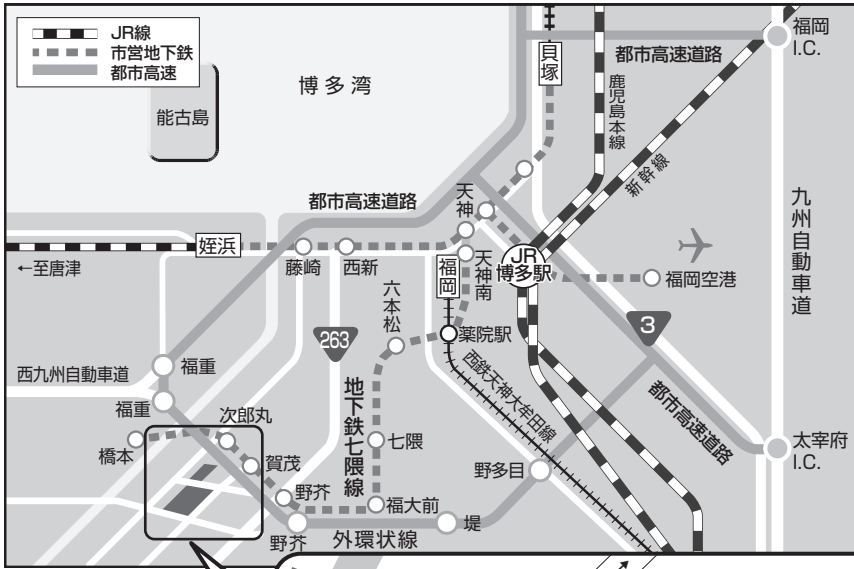 JR線
市営地下鉄
都市高速
博多湾
能古島
貝塚
都市高速道路
福岡
I.C.
鹿児島本線
新幹線
九州自動車道
都市高速道路
天神
姪浜
←至唐津
藤崎
西新
福岡
天神南
JR
博多駅
福岡空港
六本松
263
薬院駅
3
西九州自動車道
福重
福重
地下鉄七隈線
西鉄天神大牟田線
都市高速道路
次郎丸
橋本
賀茂
七隈
野芥
福大前
野多目
太宰府
I.C.
野芥
外環状線
堤